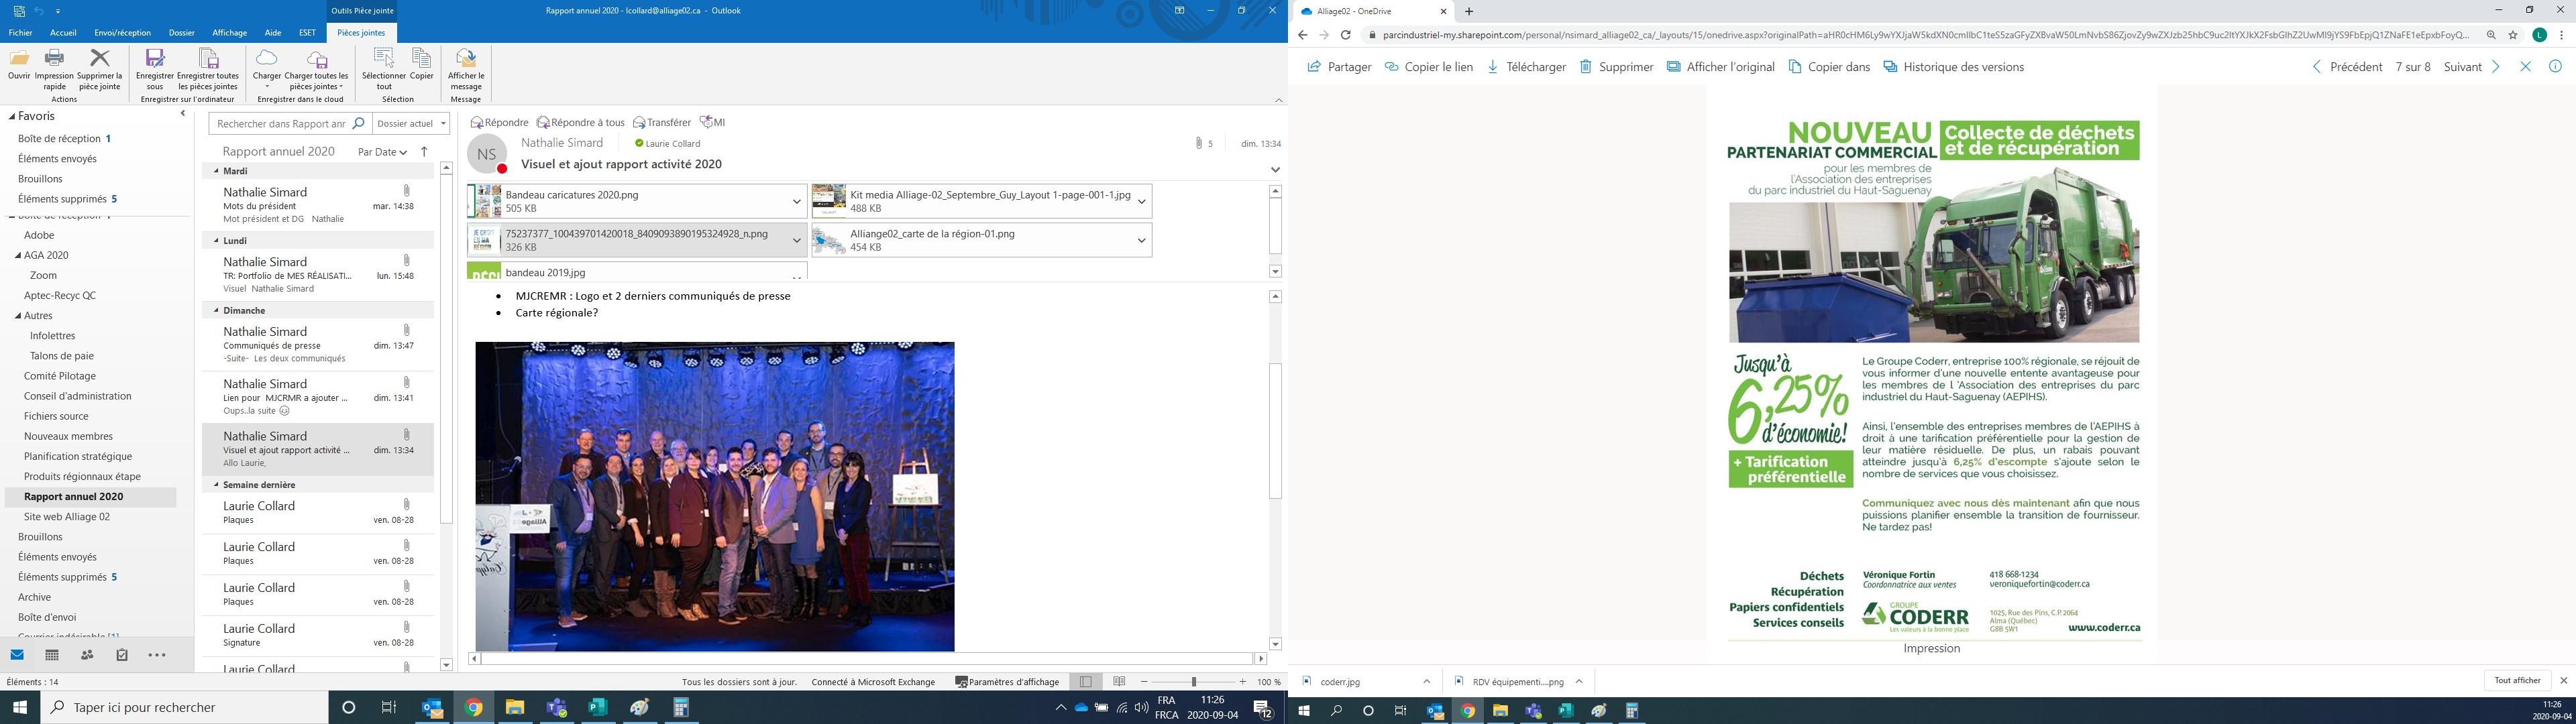 Outils Pièce jointe
Rapport annuel 2020 - lcollard@alliage02.ca - Outlook
Fichier Accueil Envoi/réception Dossier Affichage Aide ESET Pièces jointes
Ouvrir
Impression rapide
Supprimer la pièce jointe
Enregistrer sous
Enregistrer toutes les pièces jointes
Charger
Charger toutes les pièces jointes
Sélectionner tout
Copier
Afficher le message
Actions
Enregistrer sur l'ordinateur
Enregistrer dans le cloud
Sélection
Message
Favoris
Boîte de réception 1
Éléments envoyés
Brouillons
Éléments supprimés 5
Boîte de réception 1
Adobe
AGA 2020
Zoom
Aptec-Recyc QC
Autres
Infolettres
Talons de paie
Comité Pilotage
Conseil d'administration
Fichiers source
Nouveaux membres
Planification stratégique
Produits régionnaux étape
Rapport annuel 2020
Site web Alliage 02
Brouillons
Éléments envoyés
Éléments supprimés 5
Archive
Boîte d'envoi
Courrier indésirable [1]
Rechercher dans Rapport anr
Dossier actuel
Rapport annuel 2020 Par Date
Mardi
Nathalie Simard
Mots du président mar. 14:38
Mot président et DG Nathalie
Lundi
Nathalie Simard
TR: Portfolio de MES RÉALISATI... lun. 15:48
Visuel Nathalie Simard
Dimanche
Nathalie Simard
Communiqués de presse dim. 13:47
-Suite- Les deux communiqués
Nathalie Simard
Lien pour MJCRMR a ajouter ... dim. 13:41
Oups..la suite
Nathalie Simard
Visuel et ajout rapport activité ... dim. 13:34
Allo Laurie,
Semaine dernière
Laurie Collard
Plaques ven. 08-28
Laurie Collard
Plaques ven. 08-28
Laurie Collard
Plaques ven. 08-28
Laurie Collard
Signature ven. 08-28
Laurie Collard
Répondre Répondre à tous Transférer MI
NS
Nathalie Simard Laurie Collard 5 dim. 13:34
Visuel et ajout rapport activité 2020
Bandeau caricatures 2020.png
505 KB
Kit media Alliage-02_Septembre_Guy_Layout 1-page-001-1.jpg
488 KB
75237377_100439701420018_8409093890195324928_n.png
326 KB
Alliange02_carte de la région-01.png
454 KB
bandeau 2019.jpg
• MJCREMR : Logo et 2 derniers communiqués de presse
• Carte régionale?
Éléments : 14
Tous les dossiers sont à jour. Connecté à Microsoft Exchange Paramètres d'affichage 100 %
Taper ici pour rechercher
FRA
FRCA
11:26
2020-09-04
12
Alliage02 - OneDrive
parcindustriel-my.sharepoint.com/personal/nsimard_alliage02_ca/_layouts/15/onedrive.aspx
L
Partager Copier le lien Télécharger Supprimer Afficher l'original Copier dans Historique des versions
Précédent 7 sur 8 Suivant
NOUVEAU
PARTENARIAT COMMERCIAL
Collecte de déchets
et de récupération
pour les membres de
l'Association des entreprises
du parc industriel du Haut-Saguenay
Jusqu'à
6,25%
d'économie!
+ Tarification
préférentielle
Le Groupe Coderr, entreprise 100% régionale, se réjouit de
vous informer d'une nouvelle entente avantageuse pour
les membres de l 'Association des entreprises du parc
industriel du Haut-Saguenay (AEPIHS).
Ainsi, l'ensemble des entreprises membres de l'AEPIHS à
droit à une tarification préférentielle pour la gestion de
leur matière résiduelle. De plus, un rabais pouvant
atteindre jusqu'à 6,25% d'escompte s'ajoute selon le
nombre de services que vous choisissez.
Communiquez avec nous dès maintenant afin que nous
puissions planifier ensemble la transition de fournisseur.
Ne tardez pas!
Déchets
Récupération
Papiers confidentiels
Services conseils
Véronique Fortin
Coordonnatrice aux ventes
418 668-1234
veroniquefortin@coderr.ca
GROUPE
CODERR
Les valeurs à la bonne place
1025, Rue des Pins, C.P. 2064
Alma (Québec)
G8B 5W1
www.coderr.ca
Impression
coderr.jpg
RDV équipementi....png
Tout afficher
11:26
2020-09-04